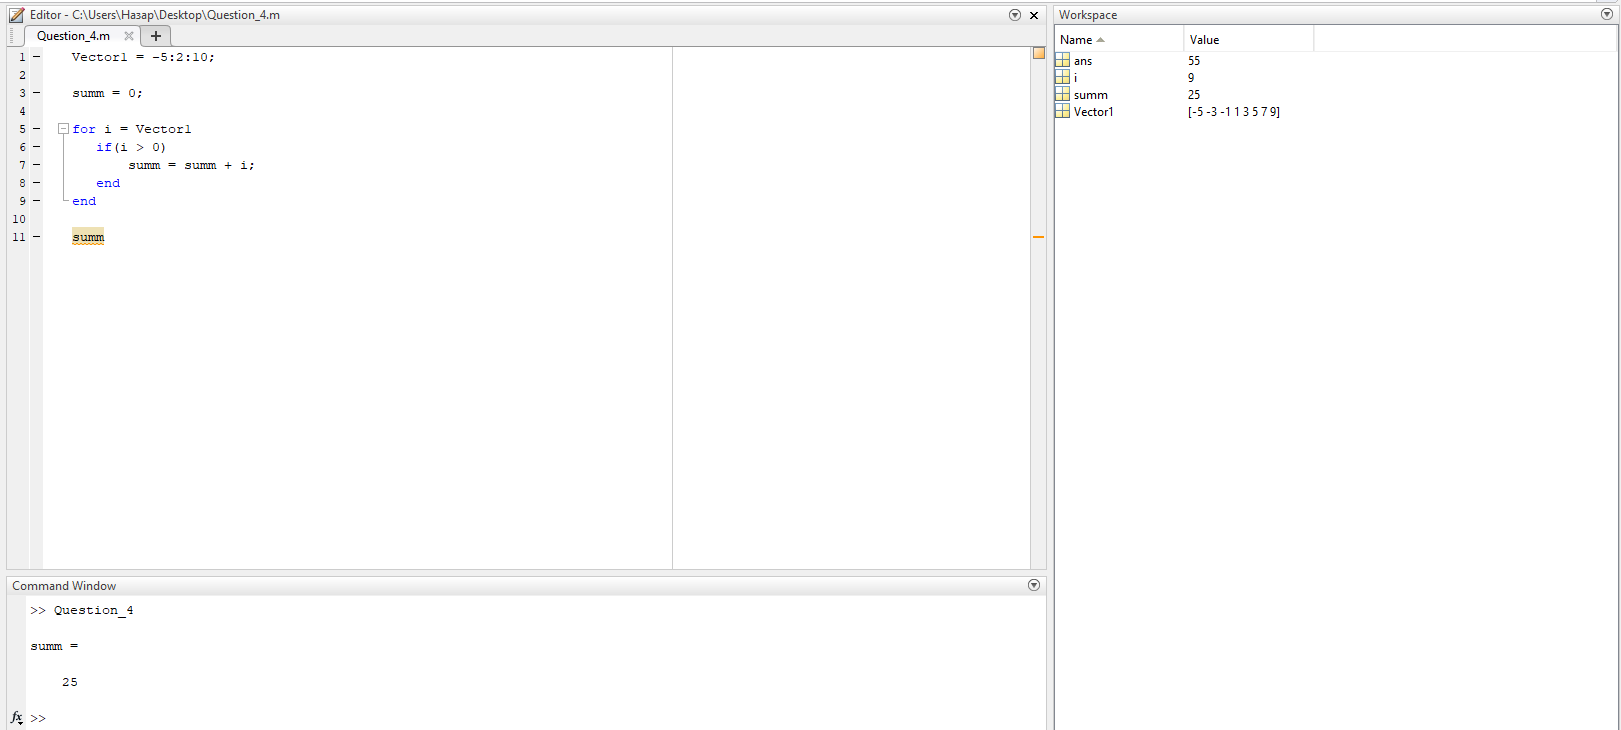 Editor - C:\Users\Hasap\Desktop\Question_4.m
Question_4.m
1 Vector1 = -5:2:10;
2
3 summ = 0;
4
5 for i = Vector1
6 if(i > 0)
7 summ = summ + i;
8 end
9 end
10
11 summ
Command Window
>> Question_4
summ =
25
fx >>
Workspace
Name Value
ans 55
i 9
summ 25
Vector1 [-5 -3 -1 1 3 5 7 9]